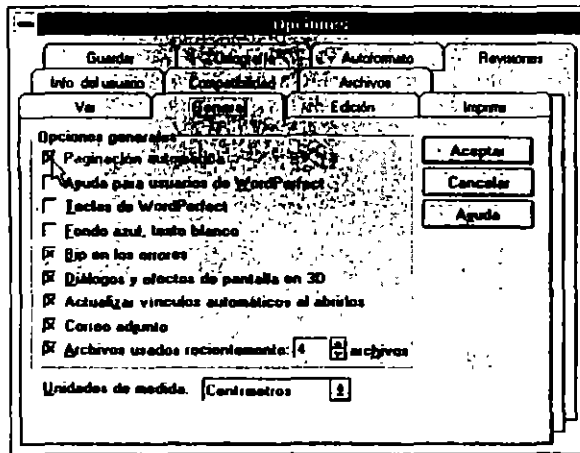 Opciones
Guardar Ortografía Autoformato Revisiones
Info del usuario Compatibilidad Archivos
Ver General Edición Imprimir
Opciones generales
Paginación automática
Ayuda para usuarios de WordPerfect
Teclas de WordPerfect
Fondo azul, texto blanco
Bip en los errores
Diálogos y efectos de pantalla en 3D
Actualizar vínculos automáticos al abrirlos
Correo adjunto
Archivos usados recientemente: 4 archivos
Unidades de medida: Centímetros
Aceptar
Cancelar
Ayuda